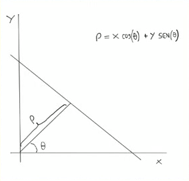 Y
ρ = X COS(θ) + Y SEN(θ)
ρ
θ
X